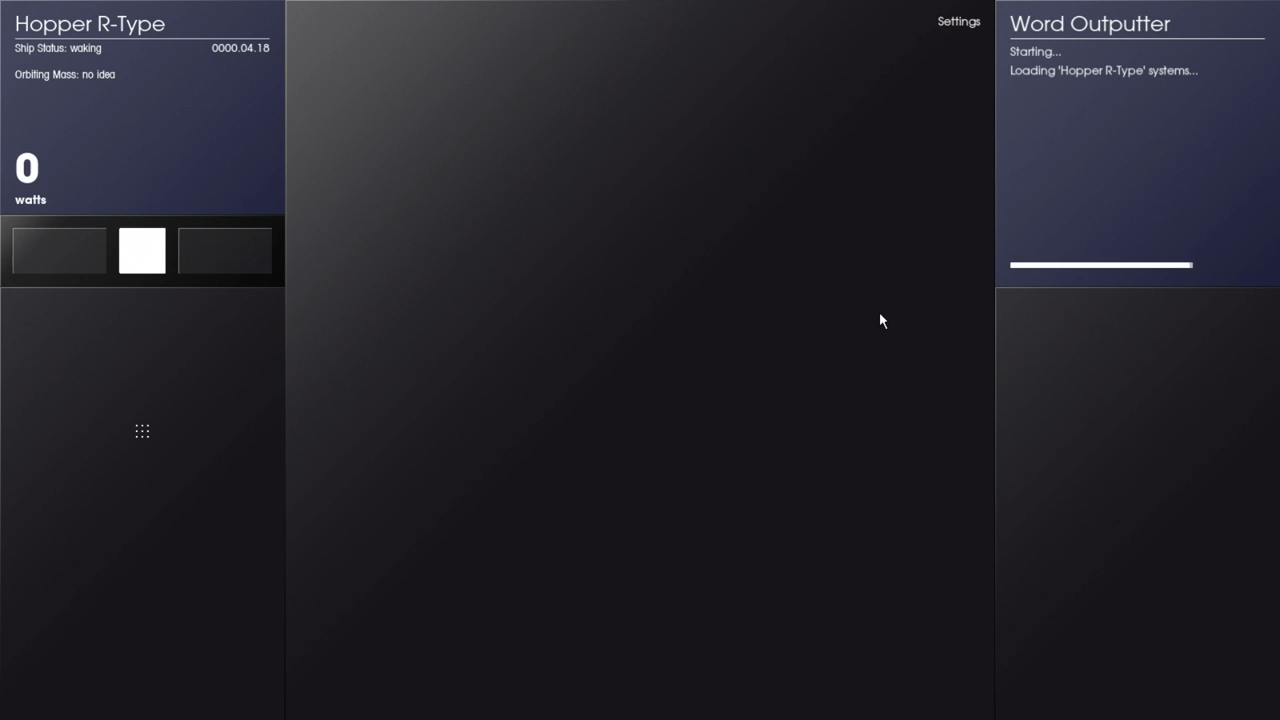 Hopper R-Type
Ship Status: waking 0000.04.18
Orbiting Mass: no idea
0
watts
Settings
Word Outputter
Starting...
Loading 'Hopper R-Type' systems...